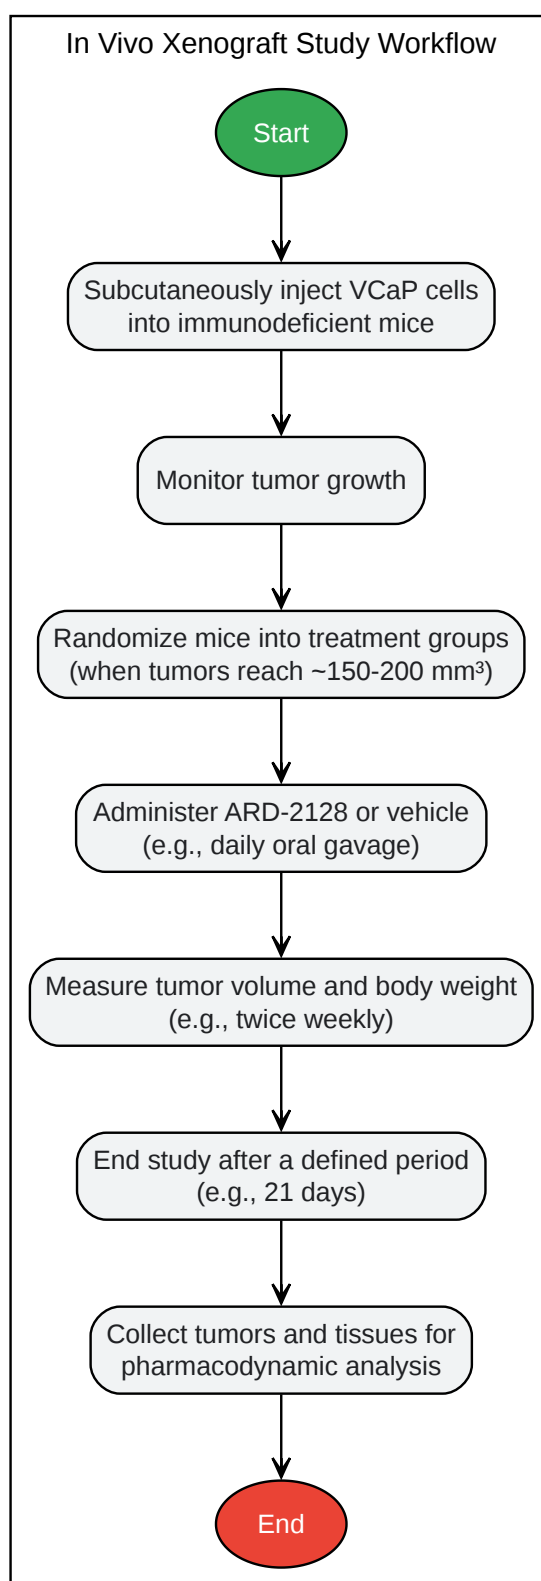 In Vivo Xenograft Study Workflow
Start
Subcutaneously inject VCaP cells
into immunodeficient mice
Monitor tumor growth
Randomize mice into treatment groups
(when tumors reach ~150-200 mm³)
Administer ARD-2128 or vehicle
(e.g., daily oral gavage)
Measure tumor volume and body weight
(e.g., twice weekly)
End study after a defined period
(e.g., 21 days)
Collect tumors and tissues for
pharmacodynamic analysis
End